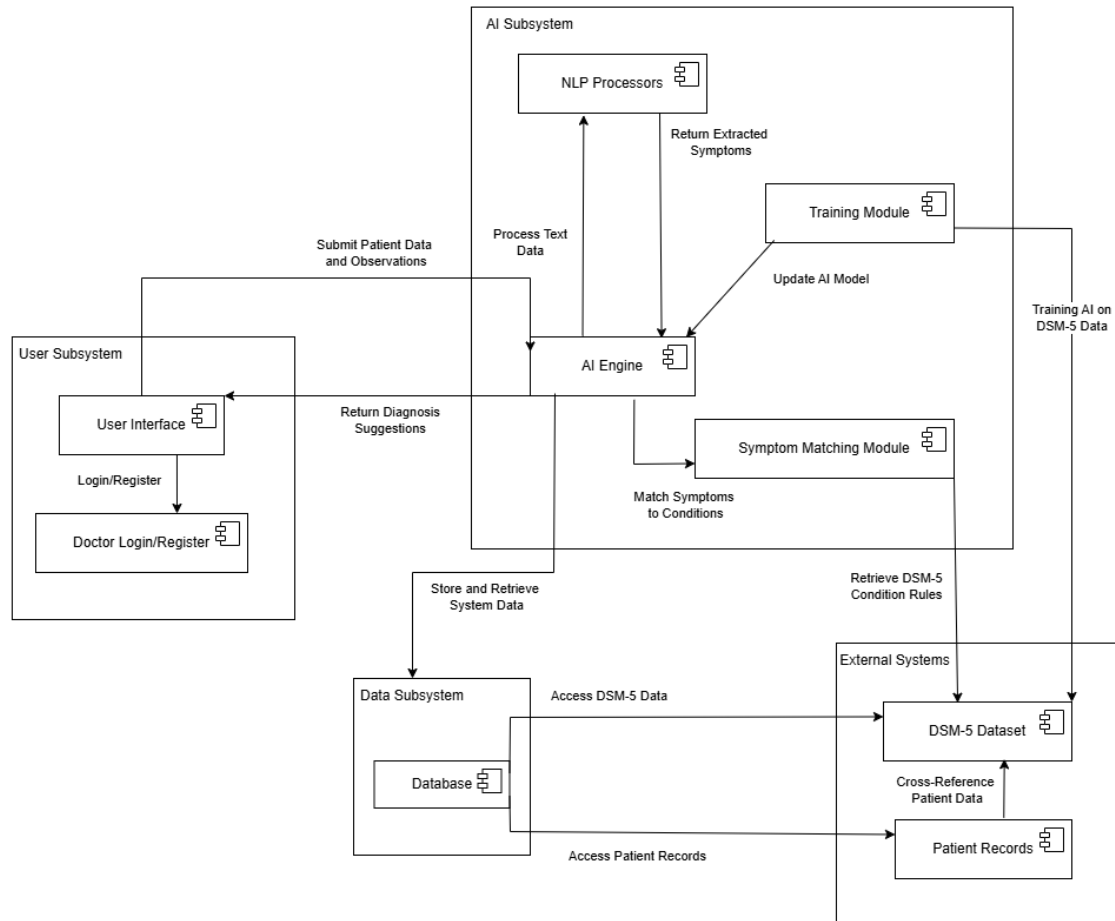 AI Subsystem
NLP Processors
Return Extracted
Symptoms
Training Module
Process Text
Data
Submit Patient Data
and Observations
Update AI Model
Training AI on
DSM-5 Data
User Subsystem
AI Engine
User Interface
Return Diagnosis
Suggestions
Symptom Matching Module
Login/Register
Match Symptoms
to Conditions
Doctor Login/Register
Store and Retrieve
System Data
Retrieve DSM-5
Condition Rules
External Systems
Data Subsystem
Access DSM-5 Data
DSM-5 Dataset
Database
Cross-Reference
Patient Data
Access Patient Records
Patient Records